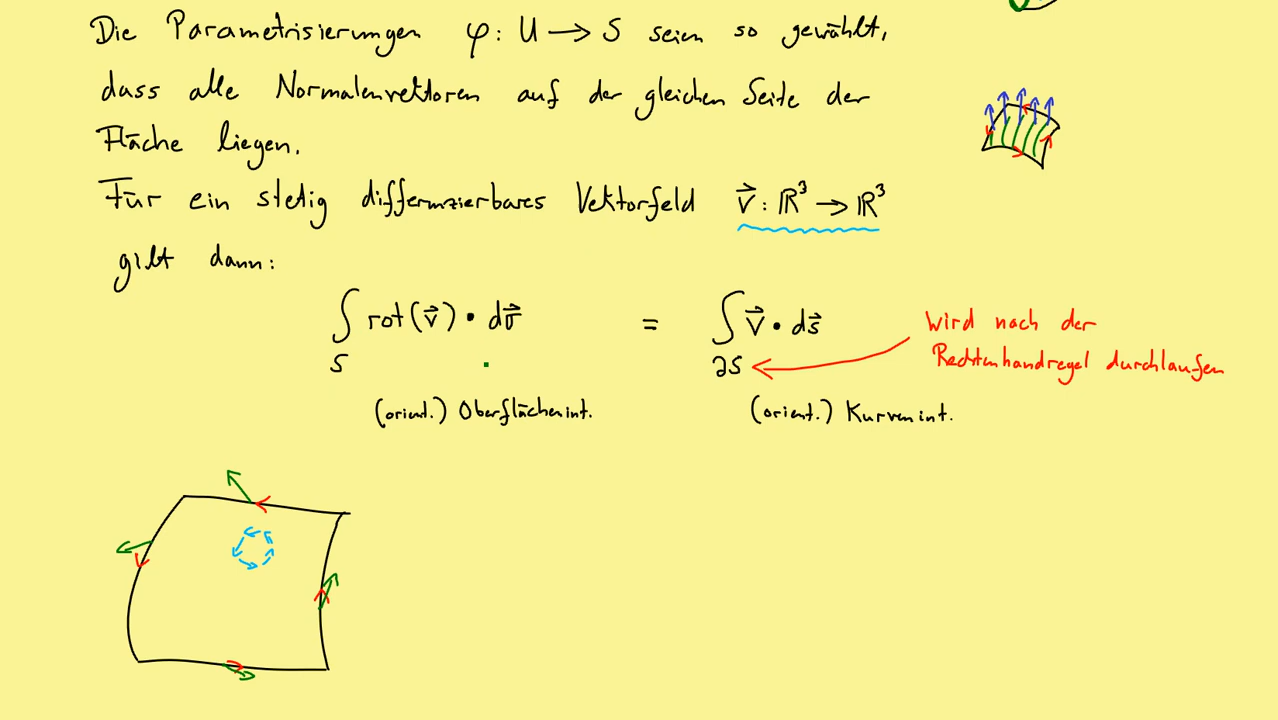 Die Parametrisierungen φ: U → S seien so gewählt,
dass alle Normalenvektoren auf der gleichen Seite der
Fläche liegen.
Für ein stetig differenzierbares Vektorfeld v⃗ : ℝ³ → ℝ³
gilt dann:
∫_S rot(v⃗) • dσ⃗ = ∫_∂S v⃗ • ds⃗
wird nach der
Rechtenhandregel durchlaufen
(orient.) Oberflächenint.
(orient.) Kurvenint.